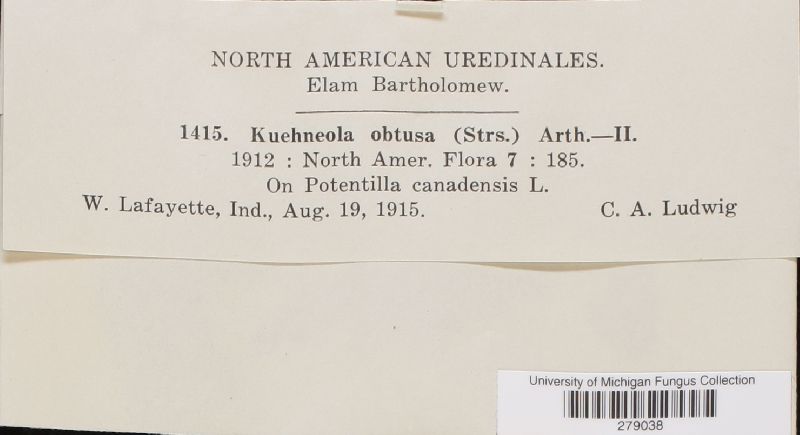 NORTH AMERICAN UREDINALES.
Elam Bartholomew.
1415. Kuehneola obtusa (Strs.) Arth.—II.
1912 : North Amer. Flora 7 : 185.
On Potentilla canadensis L.
W. Lafayette, Ind., Aug. 19, 1915. C. A. Ludwig
University of Michigan Fungus Collection
279038